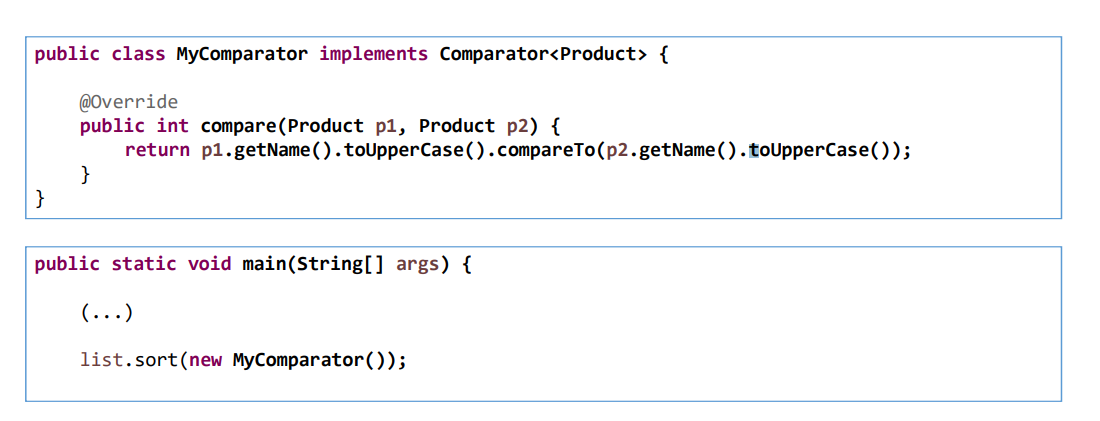 public class MyComparator implements Comparator<Product> {
@Override
public int compare(Product p1, Product p2) {
return p1.getName().toUpperCase().compareTo(p2.getName().toUpperCase());
}
}
public static void main(String[] args) {
(...)
list.sort(new MyComparator());